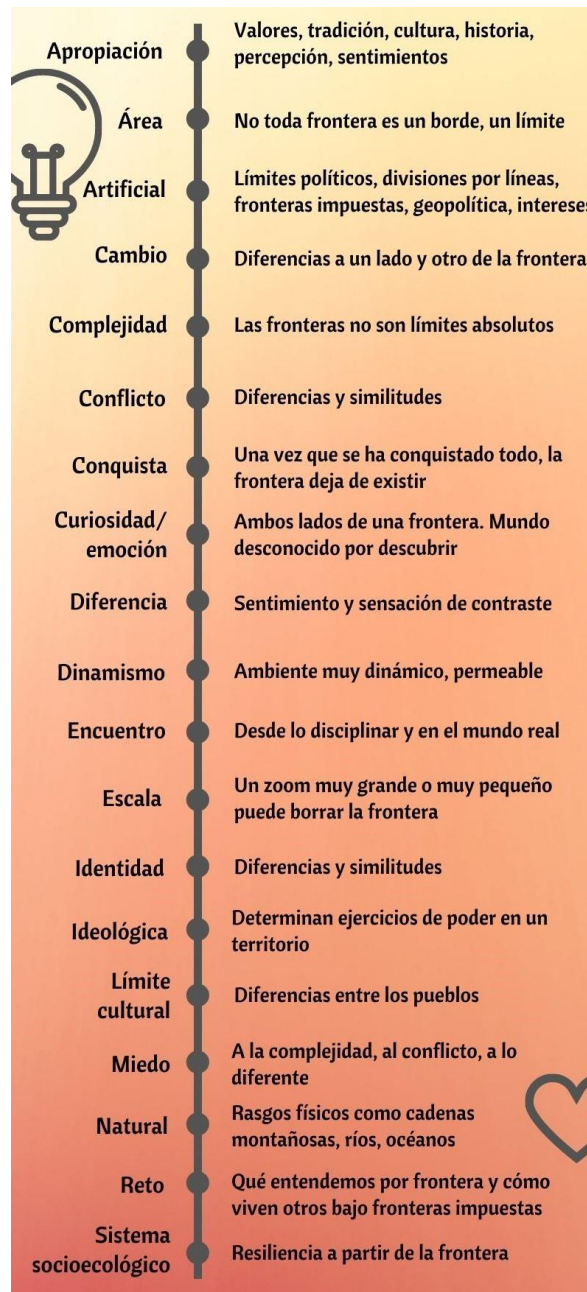 Apropiación
Valores, tradición, cultura, historia,
percepción, sentimientos
Área
No toda frontera es un borde, un límite
Artificial
Límites políticos, divisiones por líneas,
fronteras impuestas, geopolítica, intereses
Cambio
Diferencias a un lado y otro de la frontera
Complejidad
Las fronteras no son límites absolutos
Conflicto
Diferencias y similitudes
Conquista
Una vez que se ha conquistado todo, la
frontera deja de existir
Curiosidad/
emoción
Ambos lados de una frontera. Mundo
desconocido por descubrir
Diferencia
Sentimiento y sensación de contraste
Dinamismo
Ambiente muy dinámico, permeable
Encuentro
Desde lo disciplinar y en el mundo real
Escala
Un zoom muy grande o muy pequeño
puede borrar la frontera
Identidad
Diferencias y similitudes
Ideológica
Determinan ejercicios de poder en un
territorio
Límite
cultural
Diferencias entre los pueblos
Miedo
A la complejidad, al conflicto, a lo
diferente
Natural
Rasgos físicos como cadenas
montañosas, ríos, océanos
Reto
Qué entendemos por frontera y cómo
viven otros bajo fronteras impuestas
Sistema
socioecológico
Resiliencia a partir de la frontera